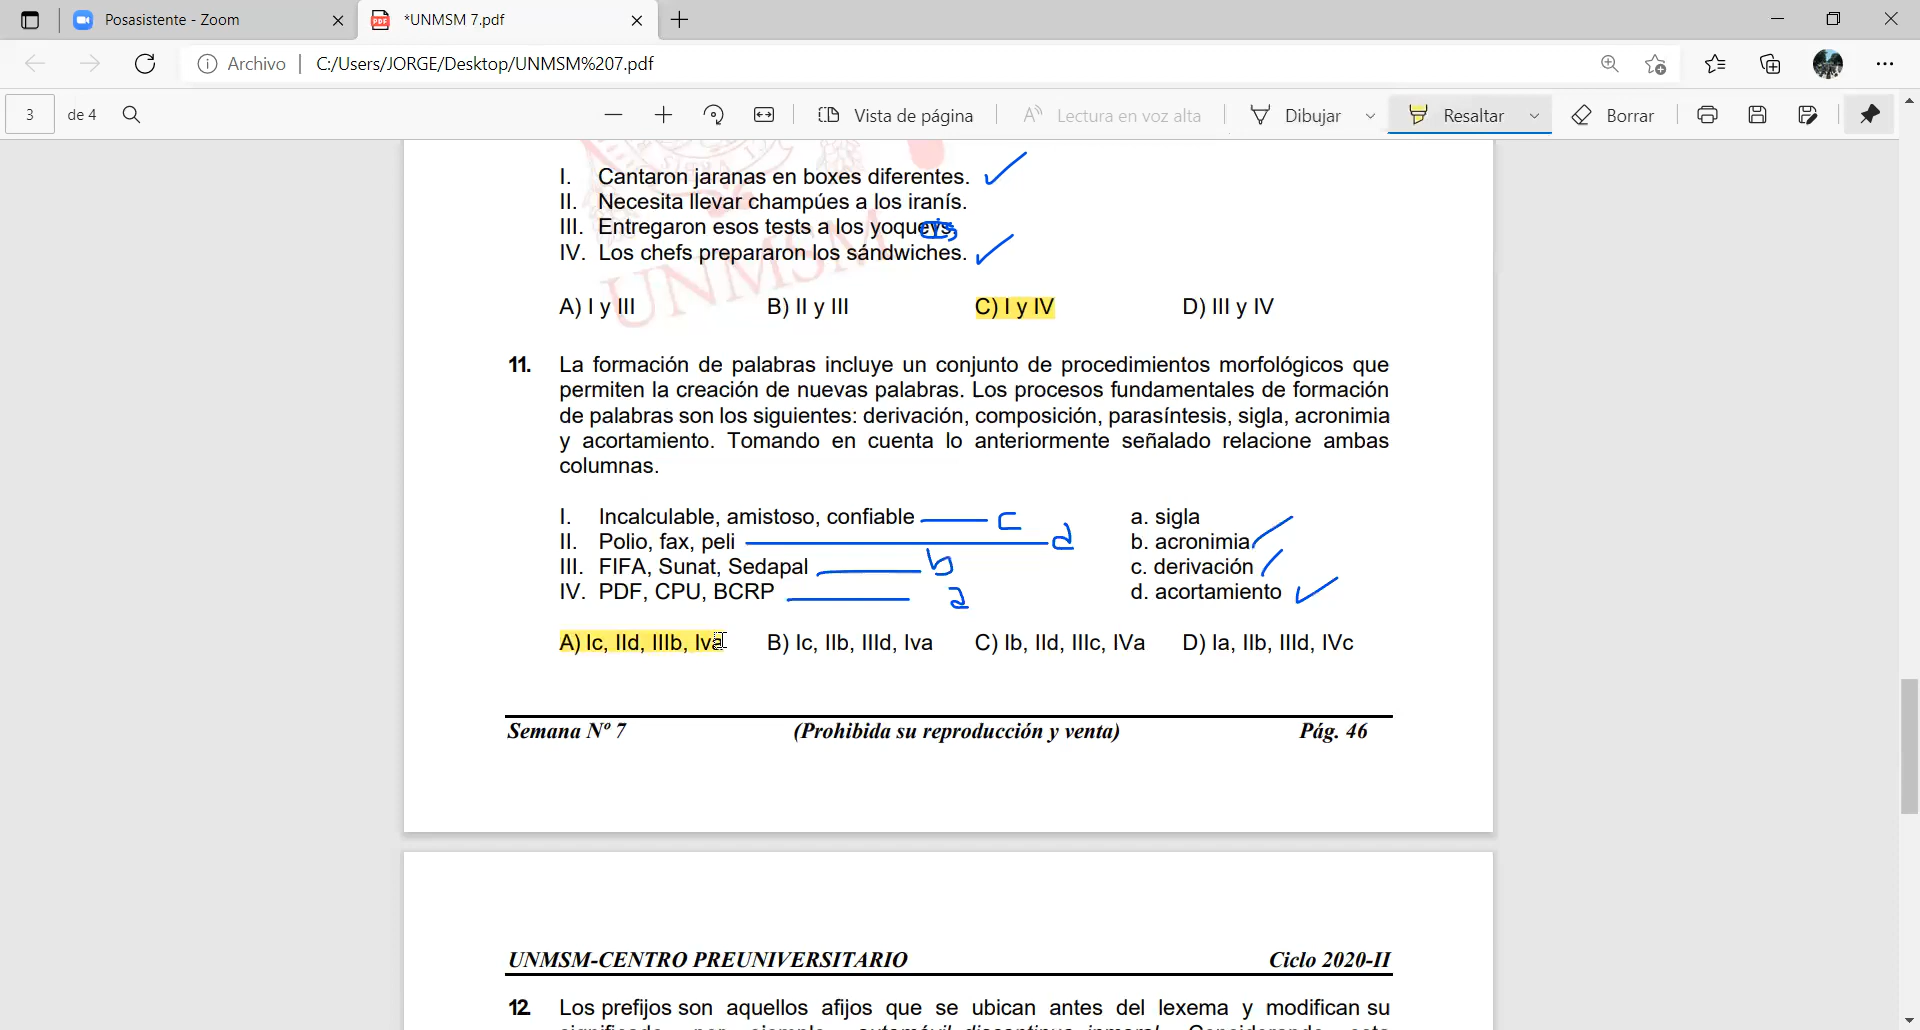 Posasistente - Zoom
*UNMSM 7.pdf
Archivo C:/Users/JORGE/Desktop/UNMSM%207.pdf
3 de 4 Vista de página Lectura en voz alta Dibujar Resaltar Borrar
I. Cantaron jaranas en boxes diferentes.
II. Necesita llevar champúes a los iranís.
III. Entregaron esos tests a los yoqueys.
IV. Los chefs prepararon los sándwiches.
UNMSM
A) I y III B) II y III C) I y IV D) III y IV
11. La formación de palabras incluye un conjunto de procedimientos morfológicos que
permiten la creación de nuevas palabras. Los procesos fundamentales de formación
de palabras son los siguientes: derivación, composición, parasíntesis, sigla, acronimia
y acortamiento. Tomando en cuenta lo anteriormente señalado relacione ambas
columnas.
I. Incalculable, amistoso, confiable c a. sigla
II. Polio, fax, peli d b. acronimia
III. FIFA, Sunat, Sedapal b c. derivación
IV. PDF, CPU, BCRP a d. acortamiento
A) Ic, IId, IIIb, Iva B) Ic, IIb, IIId, Iva C) Ib, IId, IIIc, IVa D) Ia, IIb, IIId, IVc
Semana Nº 7 (Prohibida su reproducción y venta) Pág. 46
UNMSM-CENTRO PREUNIVERSITARIO Ciclo 2020-II
12. Los prefijos son aquellos afijos que se ubican antes del lexema y modifican su